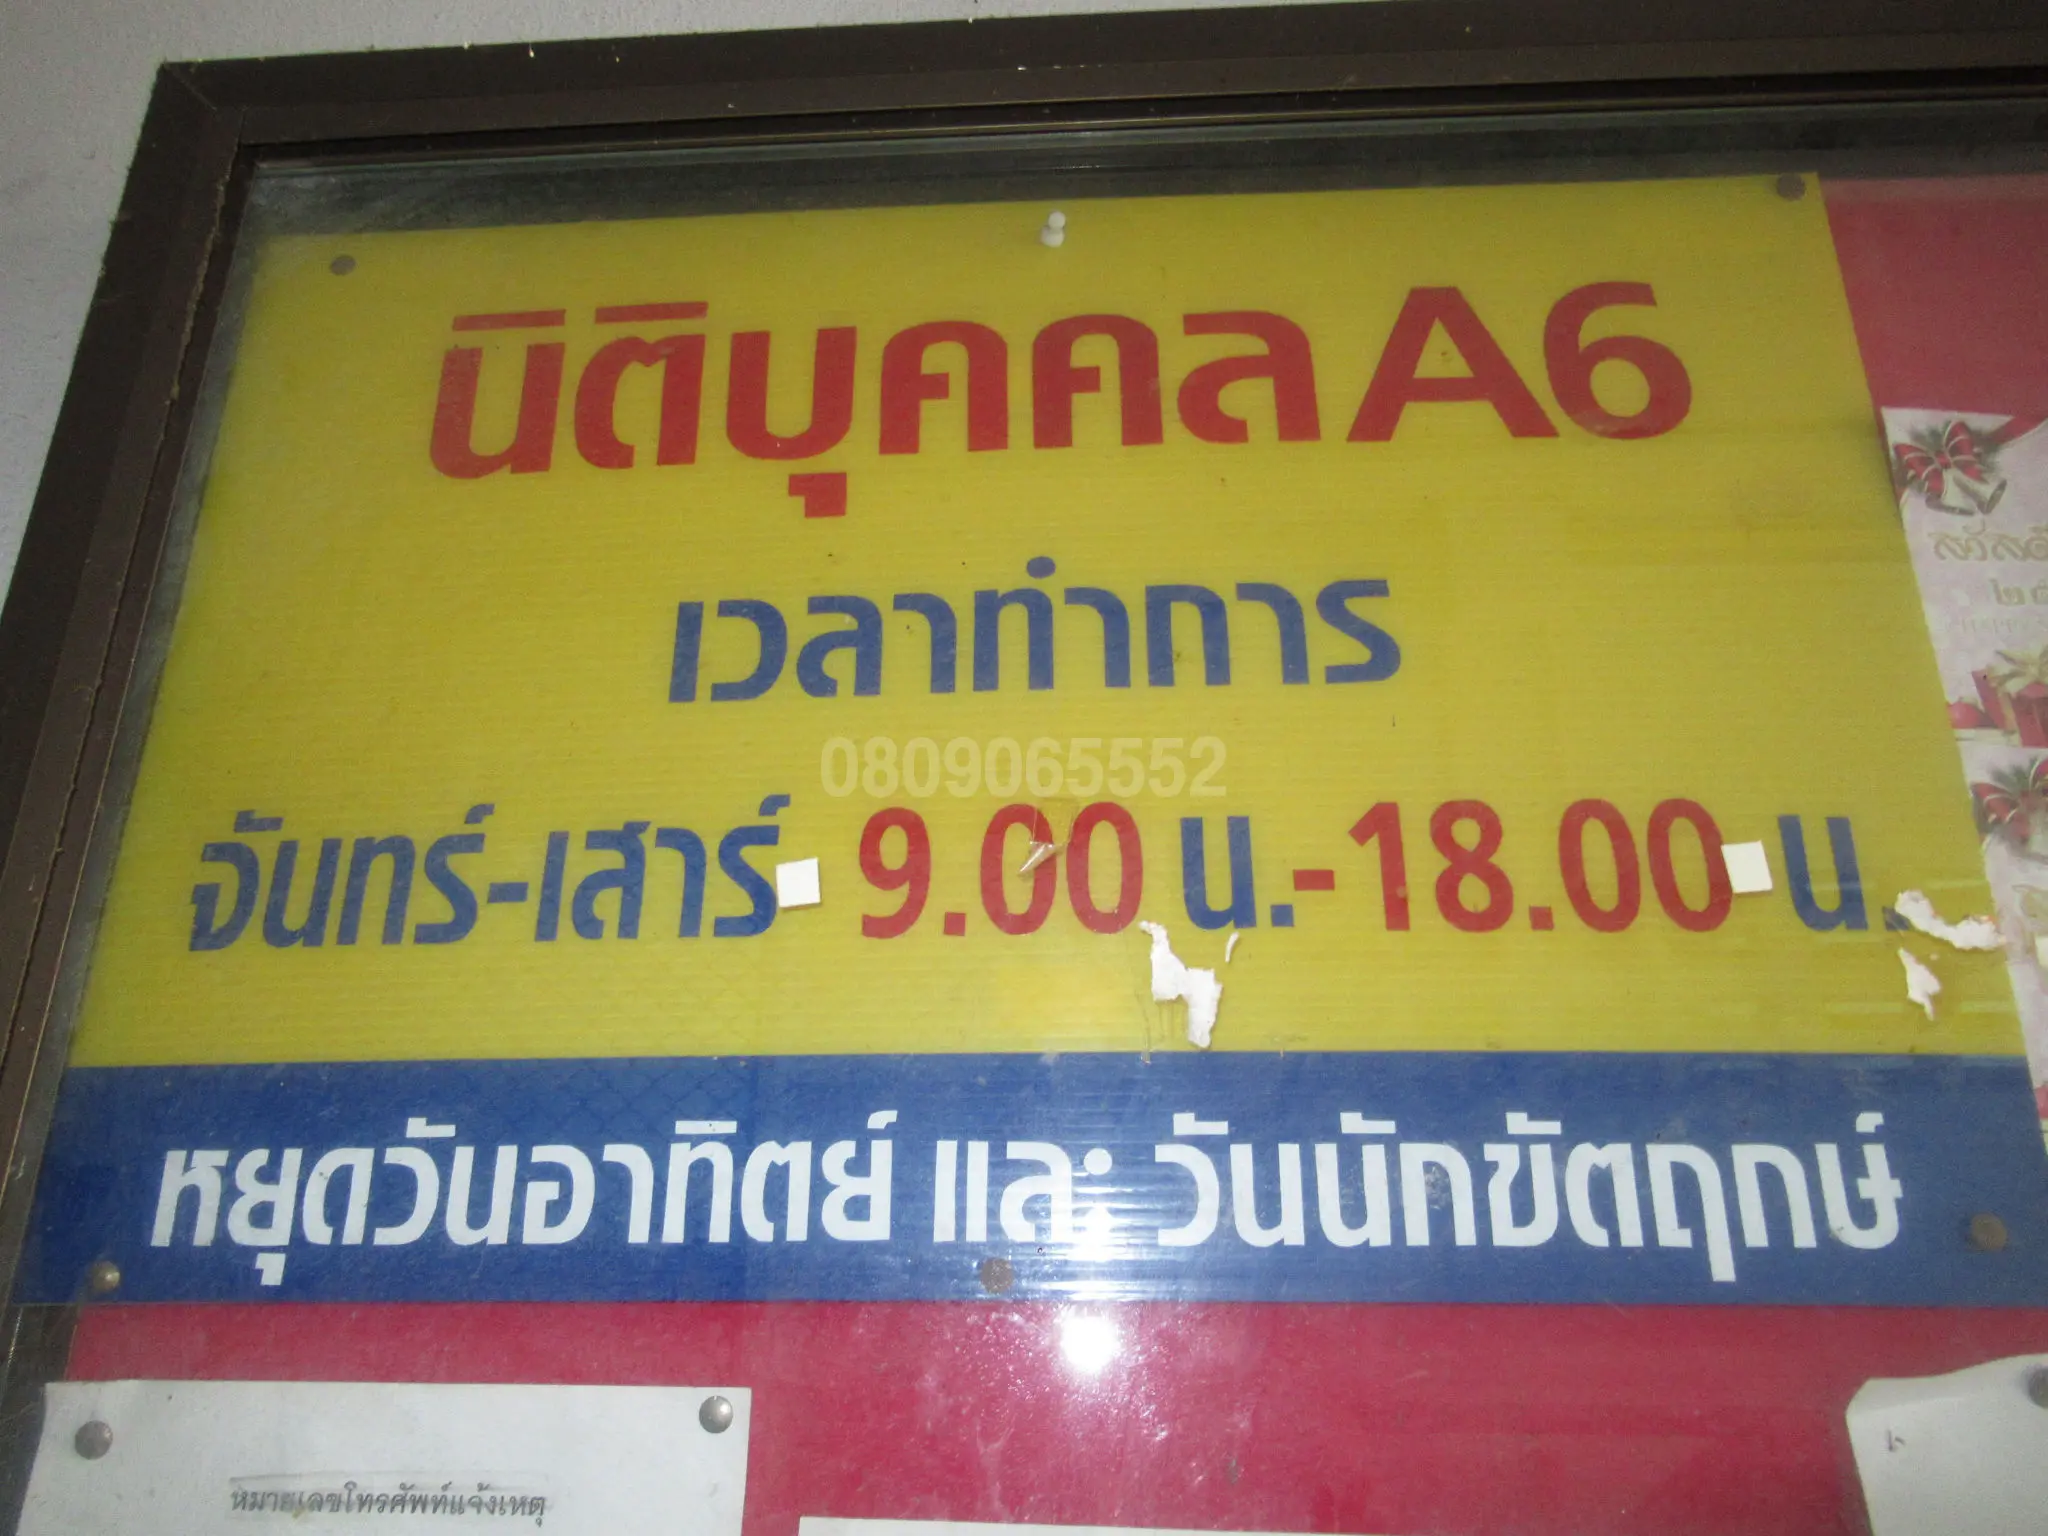 นิติบุคคล A6
เวลาทำการ
0809065552
จันทร์-เสาร์ 9.00 น.-18.00 น.
หยุดวันอาทิตย์ และ วันนักขัตฤกษ์
หมายเลขโทรศัพท์แจ้งเหตุ